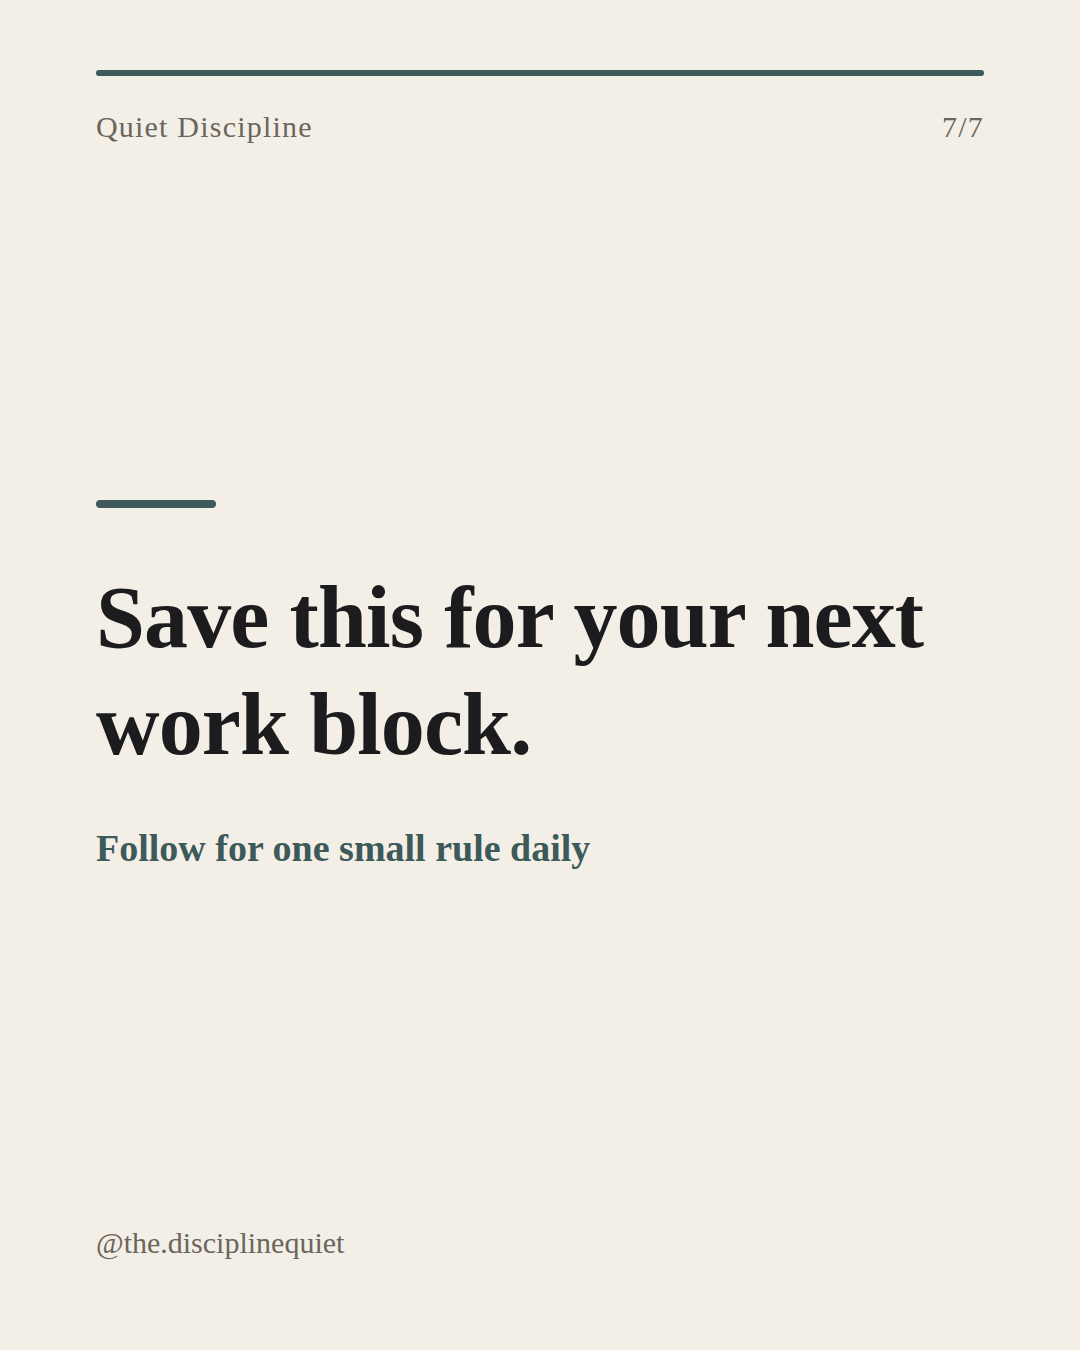 Quiet Discipline
7/7
Save this for your next
work block.
Follow for one small rule daily
@the.disciplinequiet